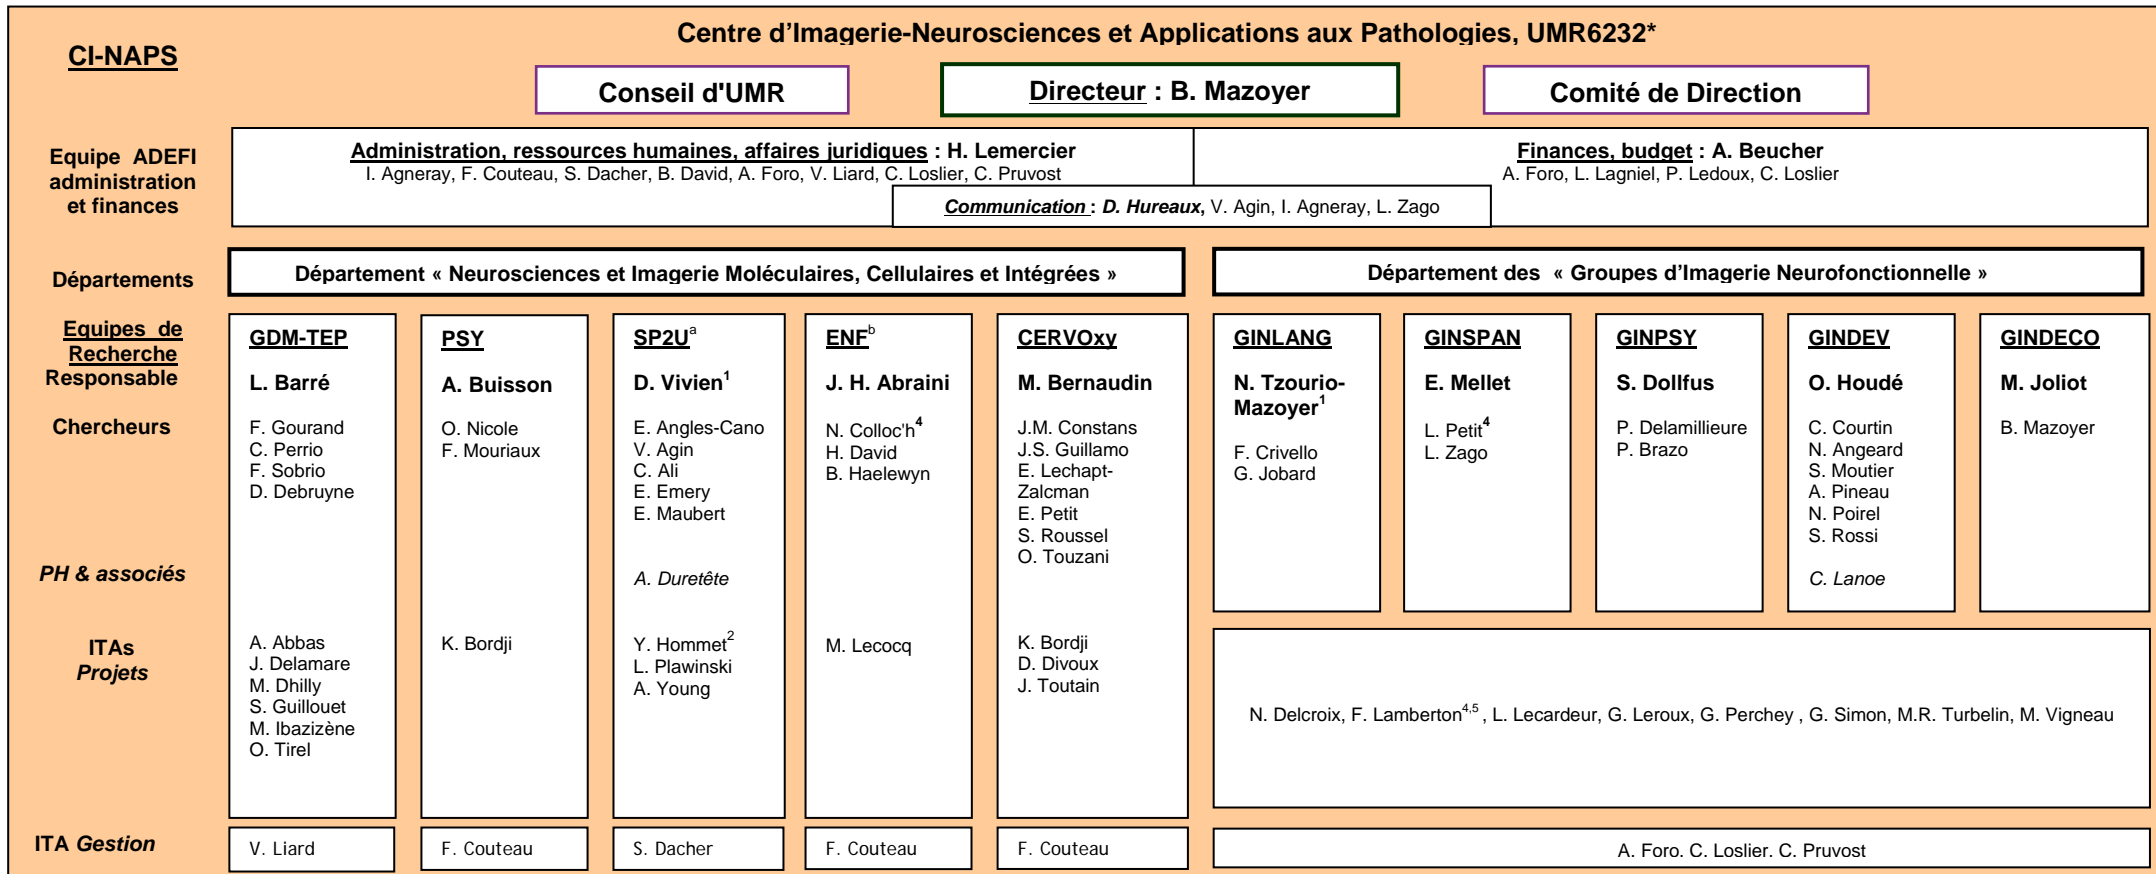 Centre d'Imagerie-Neurosciences et Applications aux Pathologies, UMR6232*
CI-NAPS
Conseil d'UMR
Directeur : B. Mazoyer
Comité de Direction
Equipe ADEFI
administration
et finances
Administration, ressources humaines, affaires juridiques : H. Lemercier
I. Agneray, F. Couteau, S. Dacher, B. David, A. Foro, V. Liard, C. Loslier, C. Pruvost
Finances, budget : A. Beucher
A. Foro, L. Lagniel, P. Ledoux, C. Loslier
Communication : D. Hureaux, V. Agin, I. Agneray, L. Zago
Départements
Département « Neurosciences et Imagerie Moléculaires, Cellulaires et Intégrées »
Département des « Groupes d'Imagerie Neurofonctionnelle »
Equipes de
Recherche
Responsable
Chercheurs
PH & associés
ITAs
Projets
ITA Gestion
GDM-TEP
L. Barré
F. Gourand
C. Perrio
F. Sobrio
D. Debruyne
A. Abbas
J. Delamare
M. Dhilly
S. Guillouet
M. Ibazizène
O. Tirel
V. Liard
PSY
A. Buisson
O. Nicole
F. Mouriaux
K. Bordji
F. Couteau
SP2Uᵃ
D. Vivien¹
E. Angles-Cano
V. Agin
C. Ali
E. Emery
E. Maubert
A. Duretête
Y. Hommet²
L. Plawinski
A. Young
S. Dacher
ENFᵇ
J. H. Abraini
N. Colloc'h⁴
H. David
B. Haelewyn
M. Lecocq
F. Couteau
CERVOxy
M. Bernaudin
J.M. Constans
J.S. Guillamo
E. Lechapt-
Zalcman
E. Petit
S. Roussel
O. Touzani
K. Bordji
D. Divoux
J. Toutain
F. Couteau
GINLANG
N. Tzourio-
Mazoyer¹
F. Crivello
G. Jobard
GINSPAN
E. Mellet
L. Petit⁴
L. Zago
GINPSY
S. Dollfus
P. Delamillieure
P. Brazo
GINDEV
O. Houdé
C. Courtin
N. Angeard
S. Moutier
A. Pineau
N. Poirel
S. Rossi
C. Lanoe
GINDECO
M. Joliot
B. Mazoyer
N. Delcroix, F. Lamberton⁴,⁵ , L. Lecardeur, G. Leroux, G. Perchey , G. Simon, M.R. Turbelin, M. Vigneau
A. Foro. C. Loslier. C. Pruvost